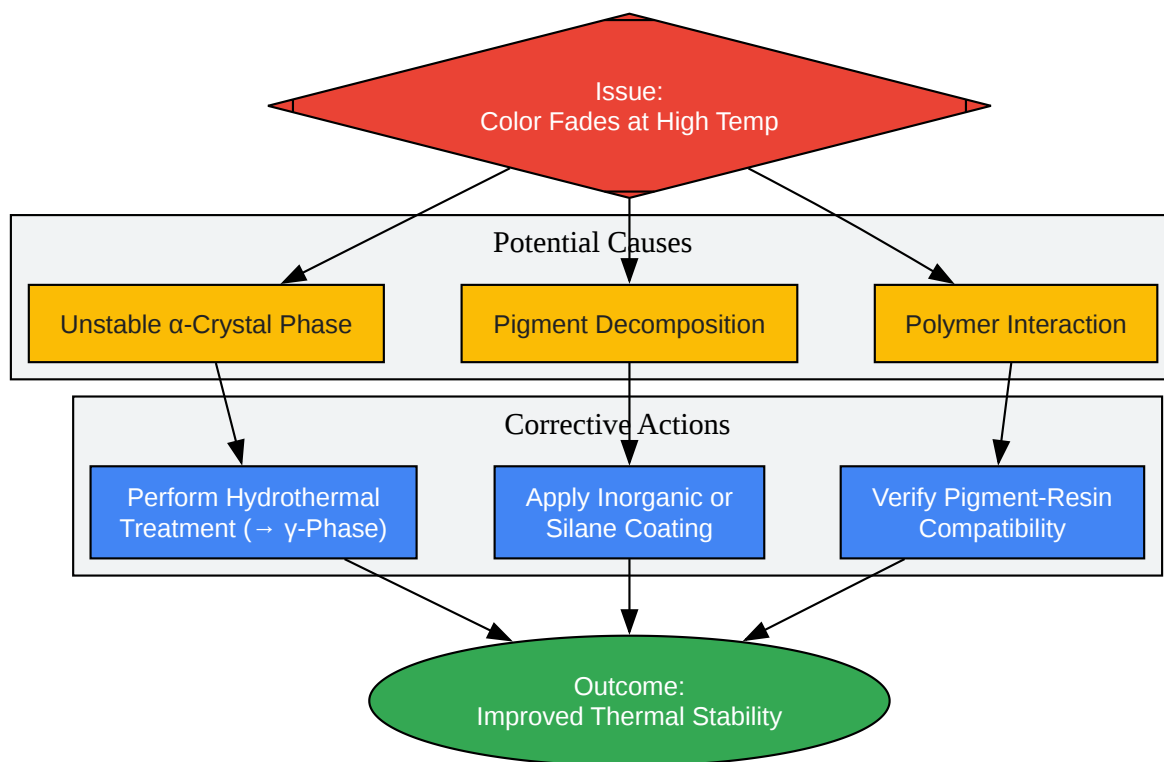 Issue:
Color Fades at High Temp
Potential Causes
Unstable α-Crystal Phase
Pigment Decomposition
Polymer Interaction
Corrective Actions
Perform Hydrothermal
Treatment (→ γ-Phase)
Apply Inorganic or
Silane Coating
Verify Pigment-Resin
Compatibility
Outcome:
Improved Thermal Stability